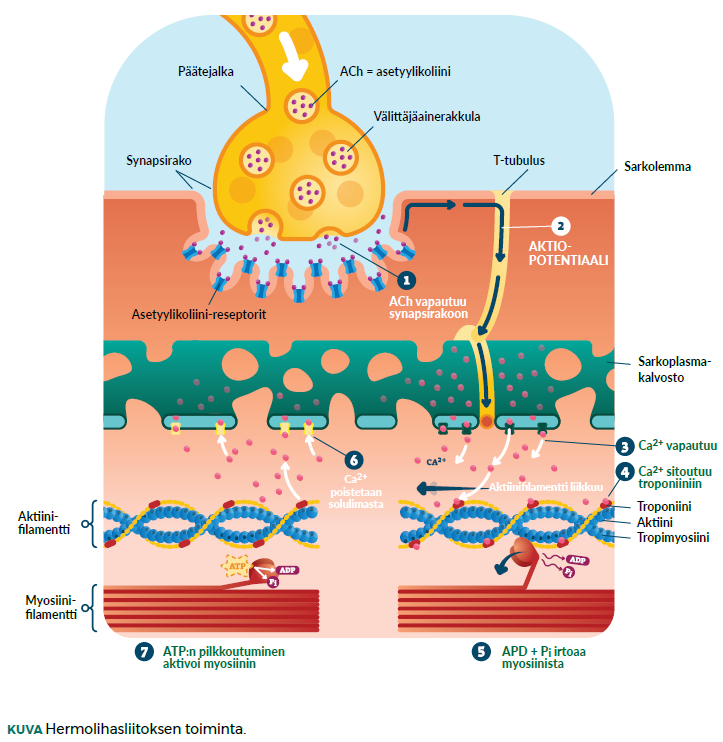 Päätejalka
ACh = asetyylikoliini
Välittäjäainerakkula
Synapsirako
T-tubulus
Sarkolemma
2
AKTIO-
POTENTIAALI
1
ACh vapautuu
synapsirakoon
Asetyylikoliini-reseptorit
Sarkoplasma-
kalvosto
3 Ca²⁺ vapautuu
CA²⁺
6
Ca²⁺
poistetaan
solulimasta
4 Ca²⁺ sitoutuu
troponiiniin
Aktiinifilamentti liikkuu
Troponiini
Aktiini
Tropimyosiini
Aktiini-
filamentti
ATP
ADP
Pi
ADP
Pi
Myosiini-
filamentti
7 ATP:n pilkkoutuminen
aktivoi myosiinin
5 APD + Pi irtoaa
myosiinista
KUVA Hermolihasliitoksen toiminta.